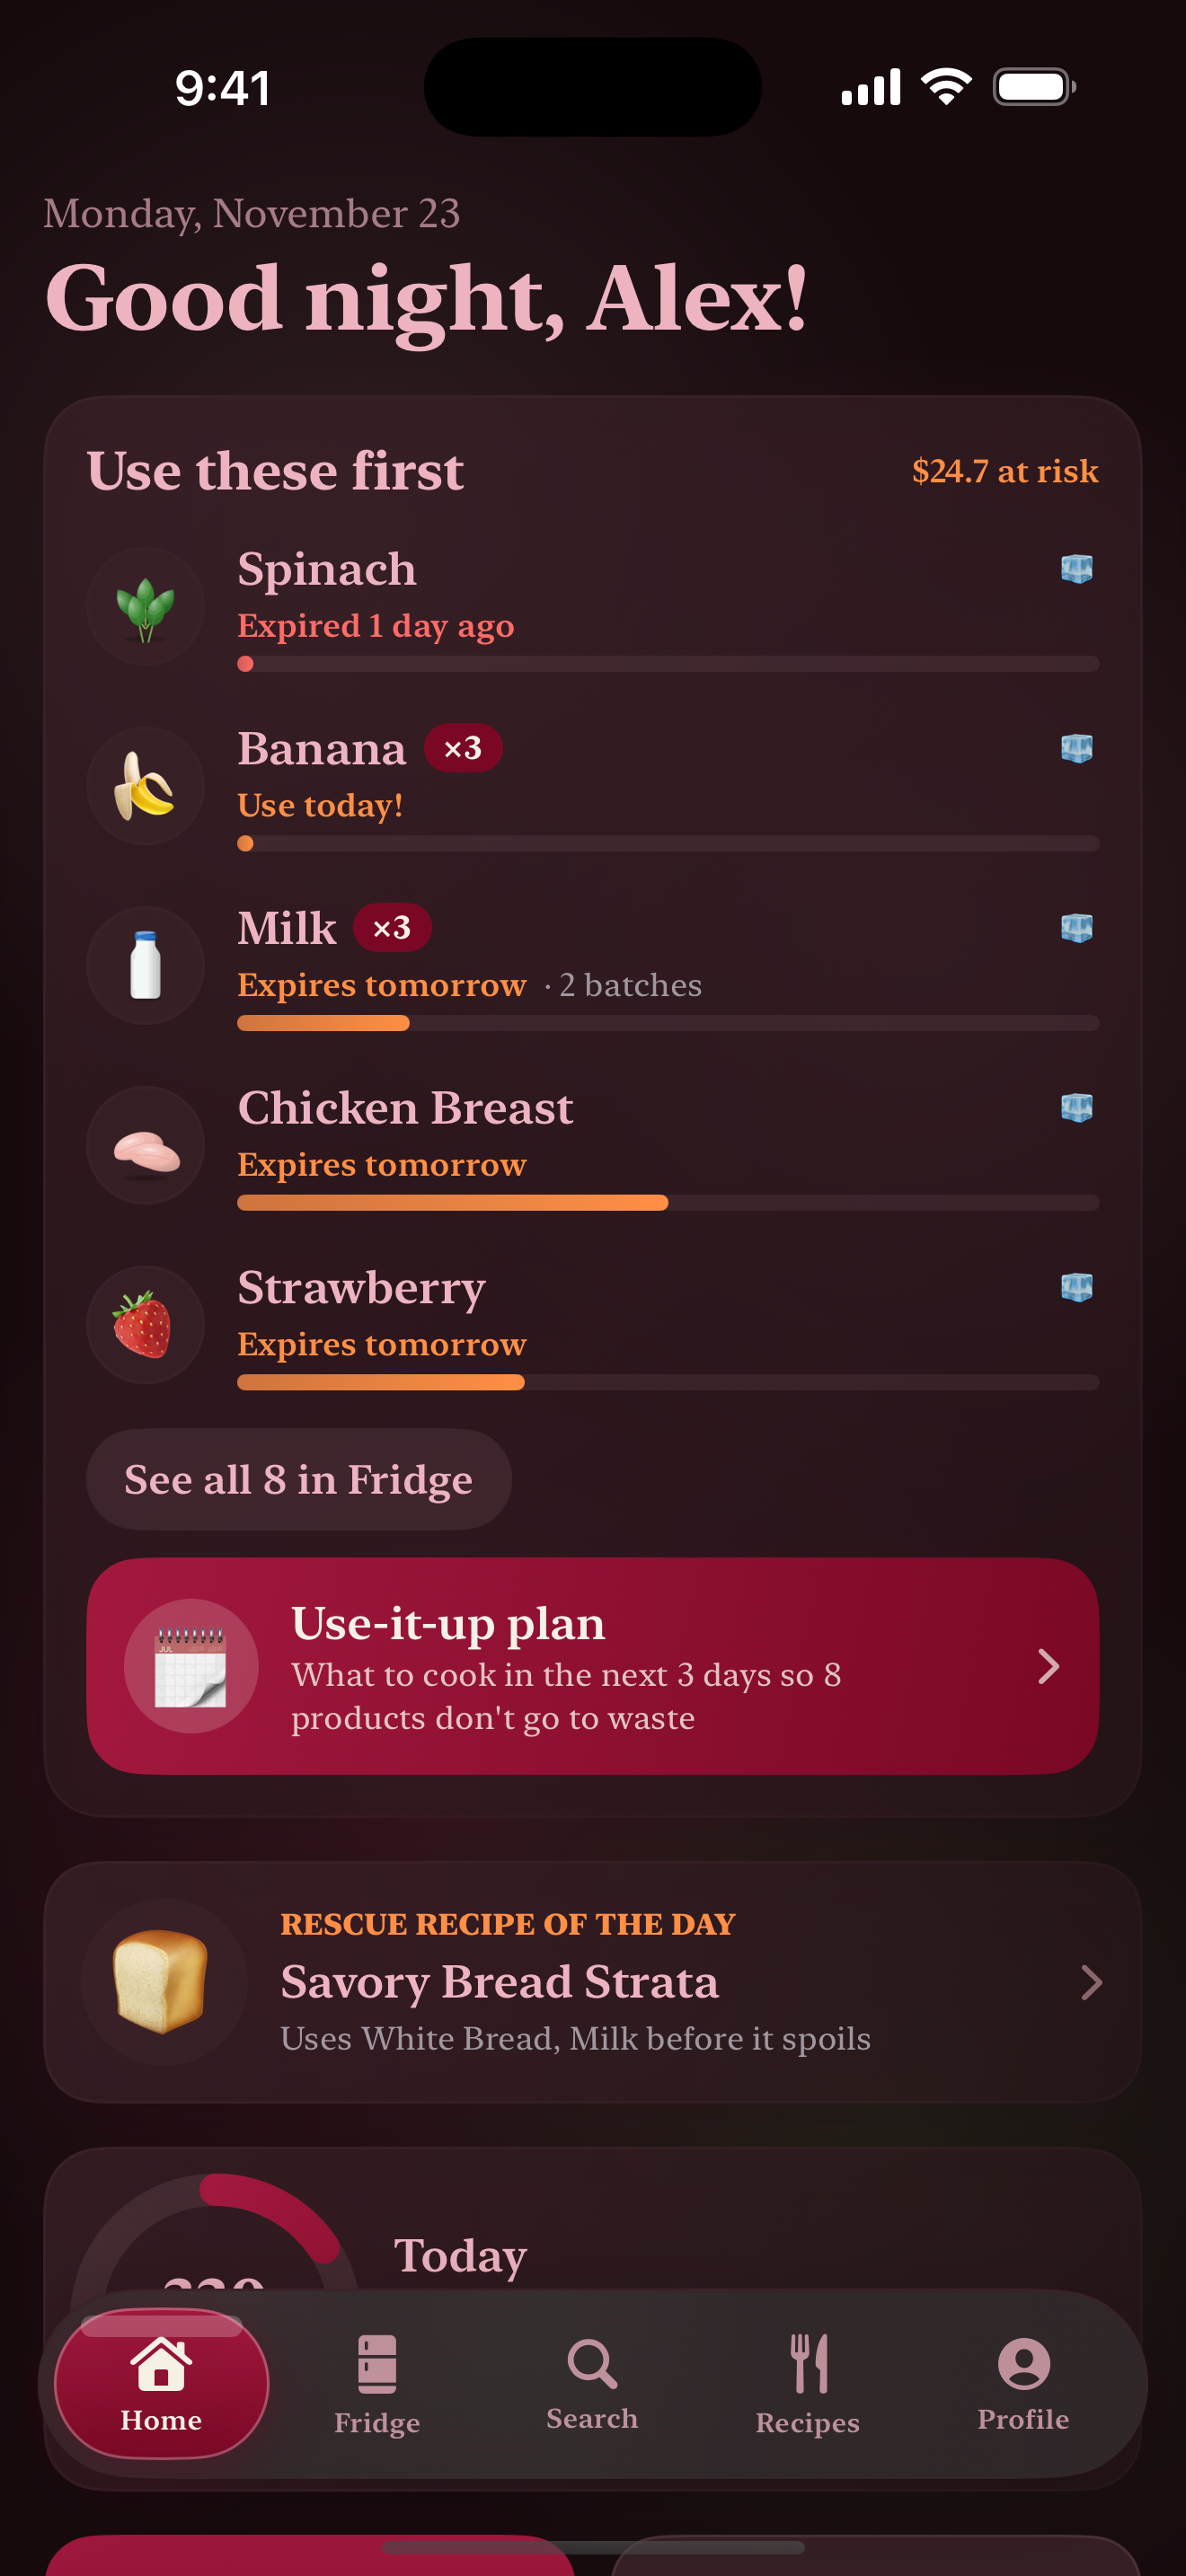 9:41
Monday, November 23
Good night, Alex!
Use these first
$24.7 at risk
Spinach
Expired 1 day ago
Banana ×3
Use today!
Milk ×3
Expires tomorrow · 2 batches
Chicken Breast
Expires tomorrow
Strawberry
Expires tomorrow
See all 8 in Fridge
JUL
Use-it-up plan
What to cook in the next 3 days so 8
products don't go to waste
RESCUE RECIPE OF THE DAY
Savory Bread Strata
Uses White Bread, Milk before it spoils
Today
Home
Fridge
Search
Recipes
Profile